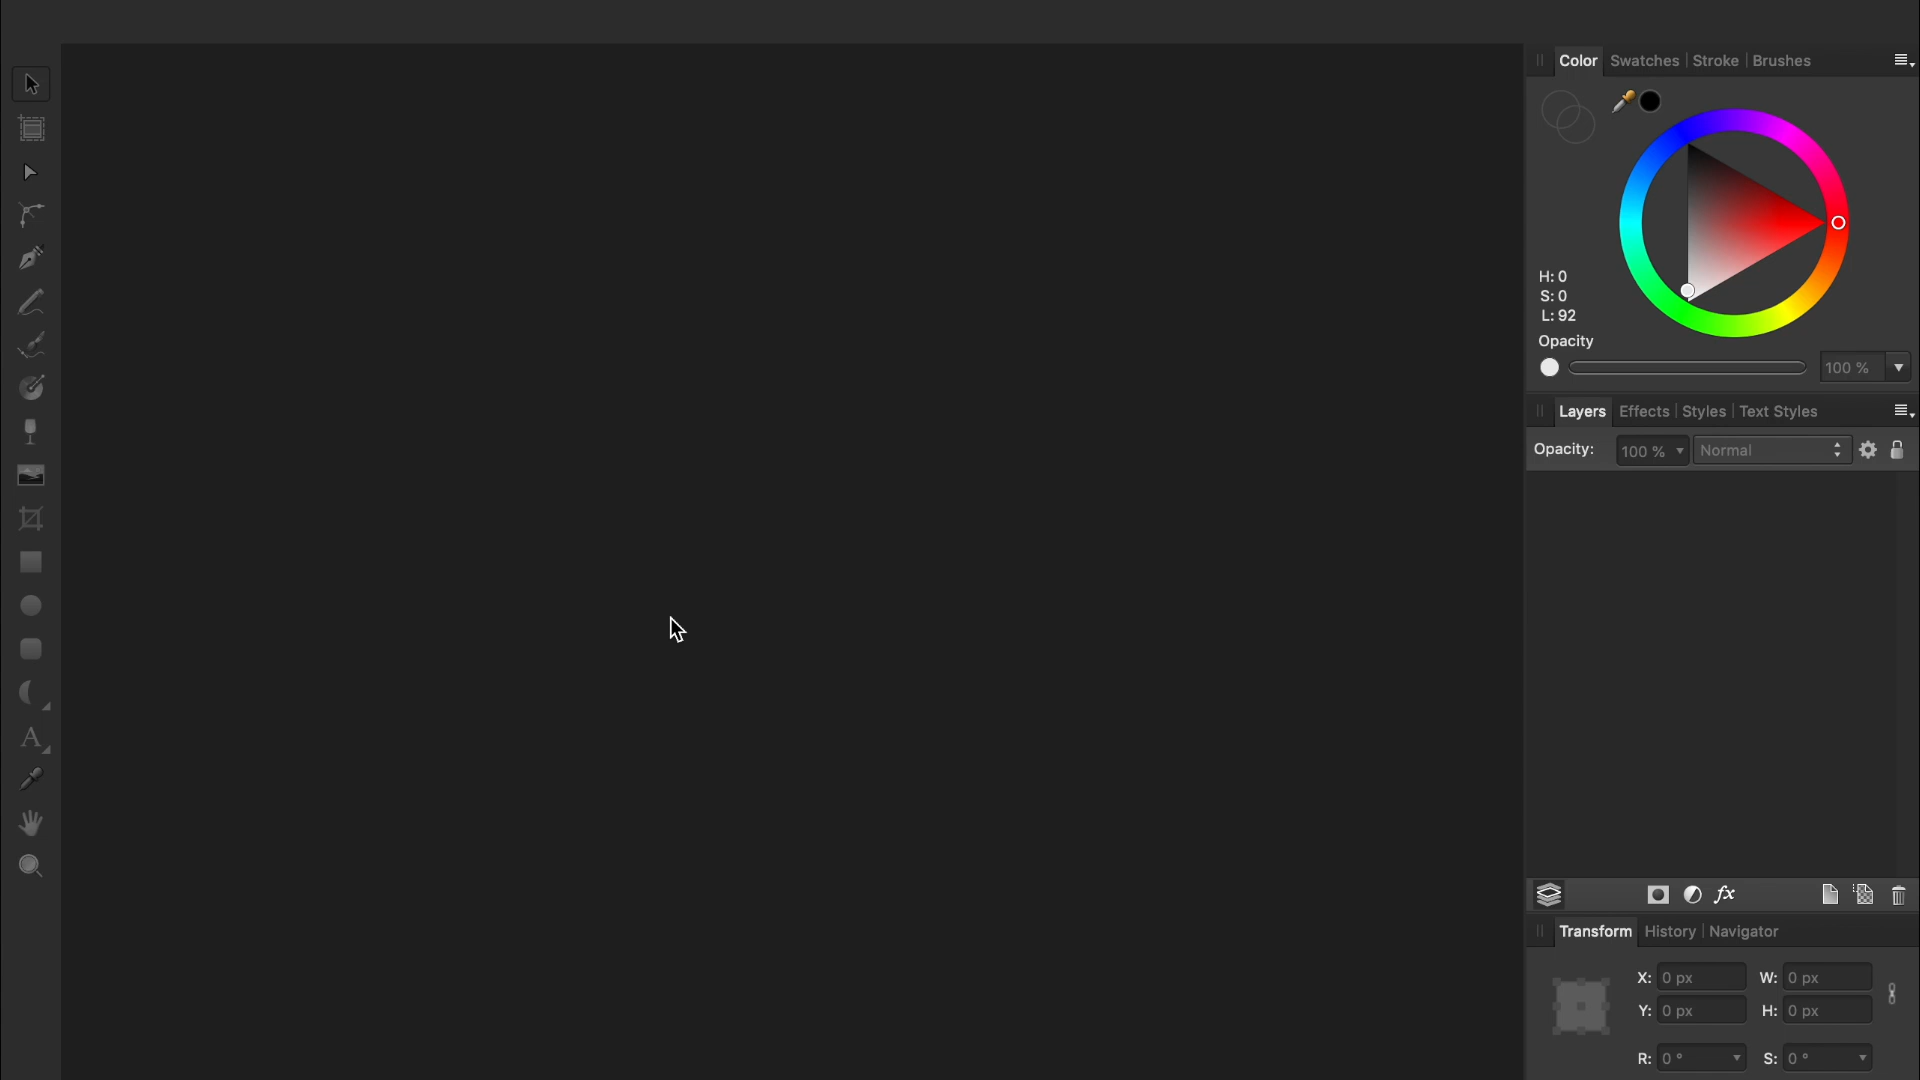 Color Swatches Stroke Brushes
H: 0
S: 0
L: 92
Opacity
100 %
Layers Effects Styles Text Styles
Opacity: 100 % Normal
fx
Transform History Navigator
X: 0 px W: 0 px
Y: 0 px H: 0 px
R: 0 ° S: 0 °
A